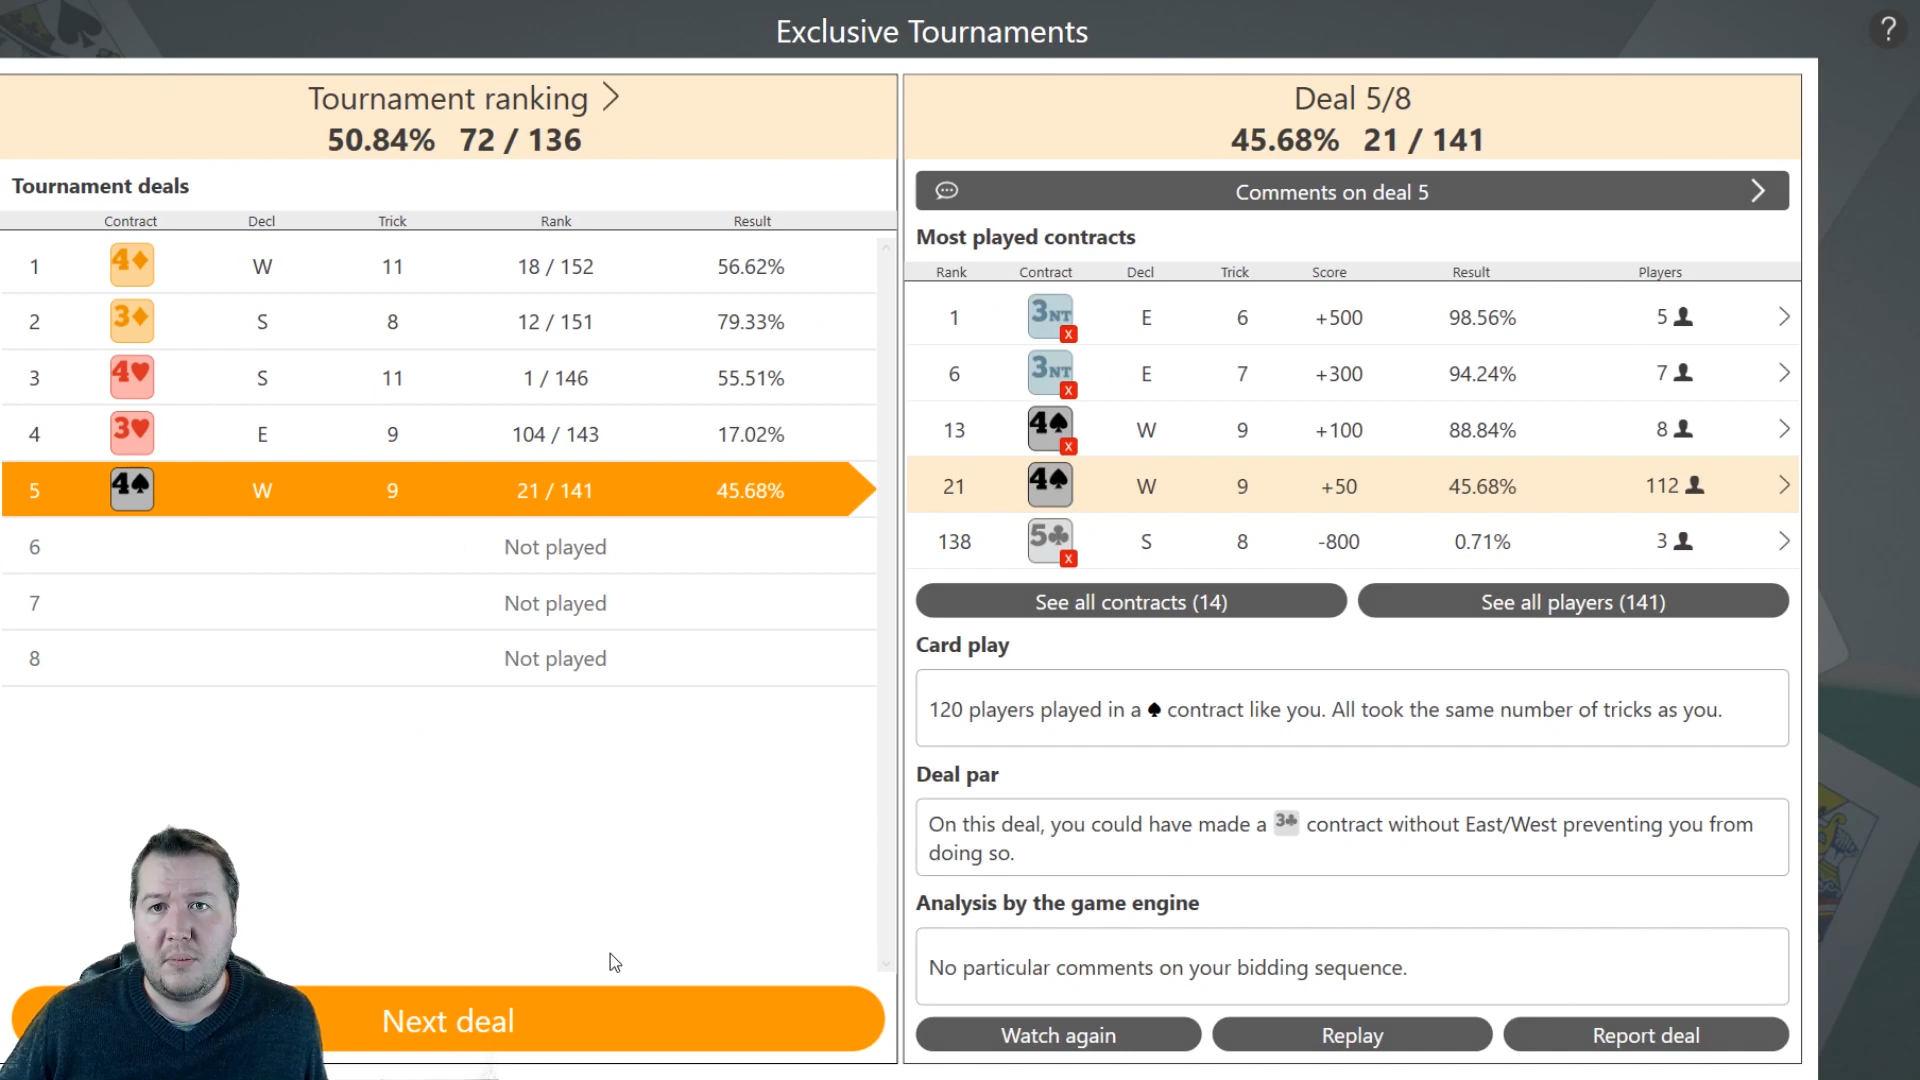 Exclusive Tournaments
?
Tournament ranking >
50.84% 72 / 136
Tournament deals
Contract Decl Trick Rank Result
1 4♦ W 11 18 / 152 56.62%
2 3♦ S 8 12 / 151 79.33%
3 4♥ S 11 1 / 146 55.51%
4 3♥ E 9 104 / 143 17.02%
5 4♠ W 9 21 / 141 45.68%
6 Not played
7 Not played
8 Not played
Next deal
Deal 5/8
45.68% 21 / 141
Comments on deal 5
Most played contracts
Rank Contract Decl Trick Score Result Players
1 3NT x E 6 +500 98.56% 5
6 3NT x E 7 +300 94.24% 7
13 4♠ x W 9 +100 88.84% 8
21 4♠ W 9 +50 45.68% 112
138 5♣ x S 8 -800 0.71% 3
See all contracts (14) See all players (141)
Card play
120 players played in a ♠ contract like you. All took the same number of tricks as you.
Deal par
On this deal, you could have made a 3♣ contract without East/West preventing you from
doing so.
Analysis by the game engine
No particular comments on your bidding sequence.
Watch again Replay Report deal